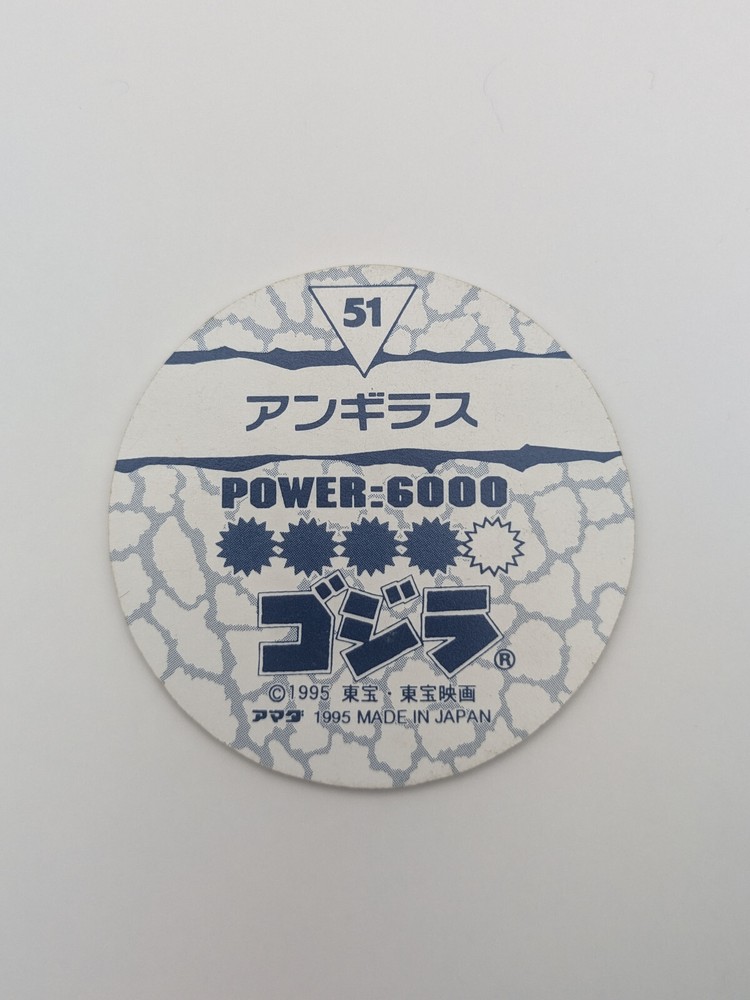 51
アンギラス
POWER:6000
ゴジラ®
©1995 東宝・東宝映画
アマダ 1995 MADE IN JAPAN